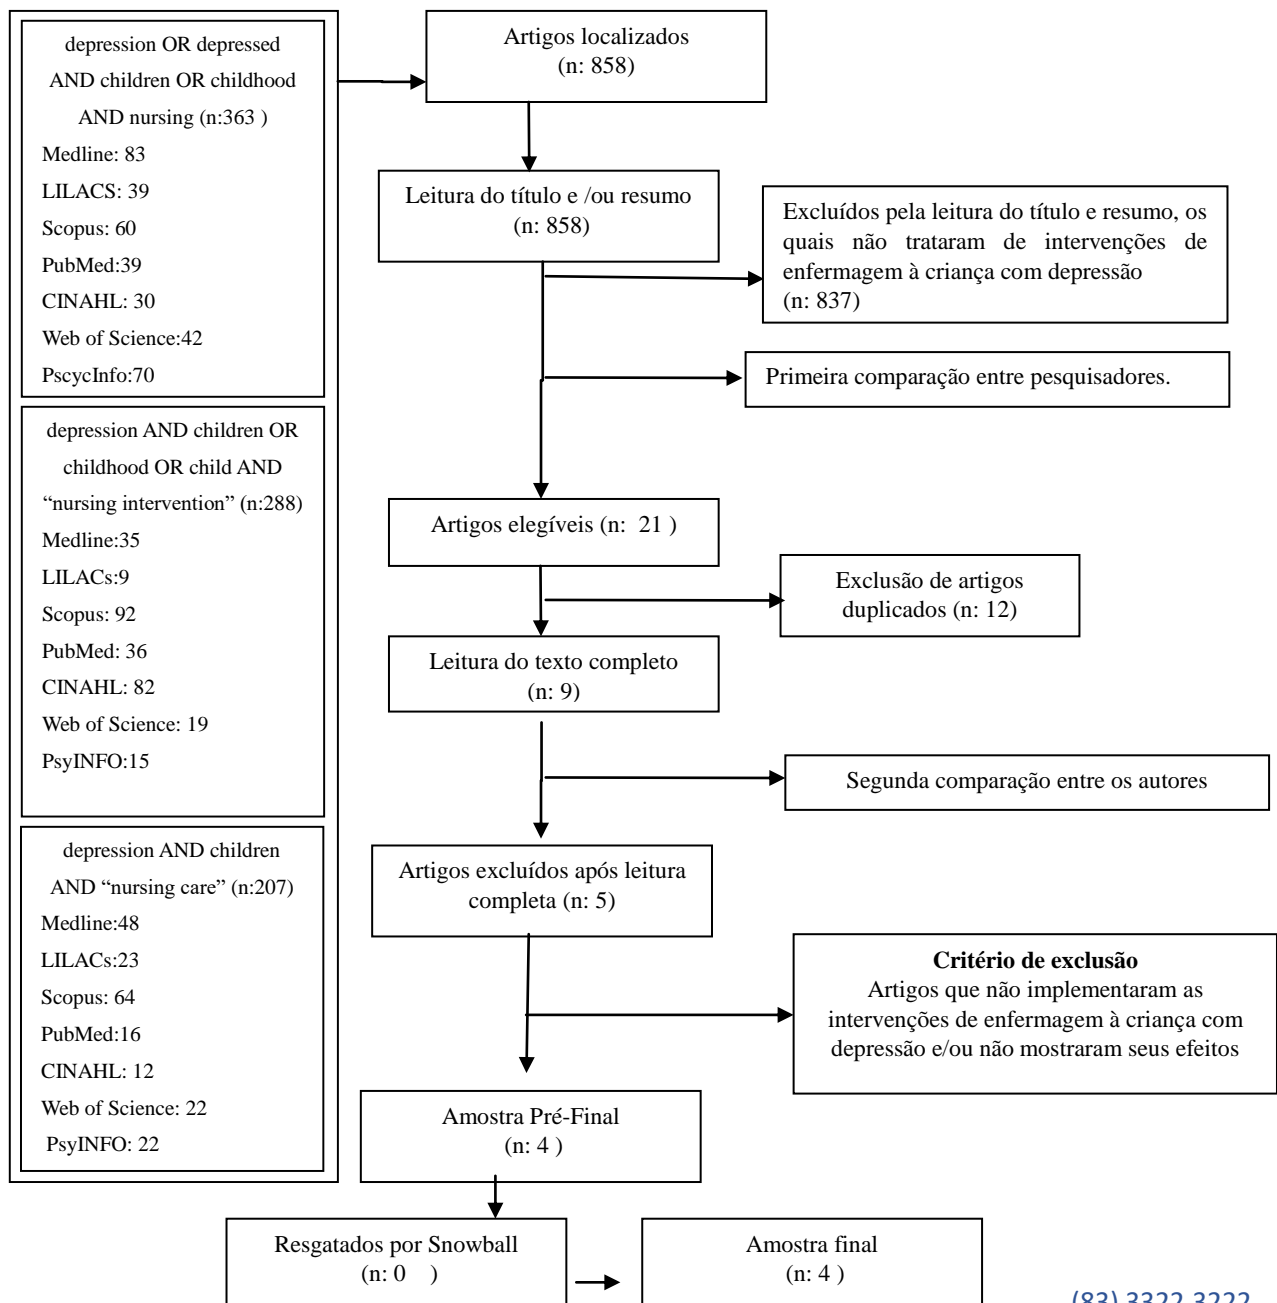 depression OR depressed
AND children OR childhood
AND nursing (n:363 )
Medline: 83
LILACS: 39
Scopus: 60
PubMed:39
CINAHL: 30
Web of Science:42
PscycInfo:70
depression AND children OR
childhood OR child AND
“nursing intervention” (n:288)
Medline:35
LILACs:9
Scopus: 92
PubMed: 36
CINAHL: 82
Web of Science: 19
PsyINFO:15
depression AND children
AND “nursing care” (n:207)
Medline:48
LILACs:23
Scopus: 64
PubMed:16
CINAHL: 12
Web of Science: 22
PsyINFO: 22
Artigos localizados
(n: 858)
Leitura do título e /ou resumo
(n: 858)
Excluídos pela leitura do título e resumo, os
quais não trataram de intervenções de
enfermagem à criança com depressão
(n: 837)
Primeira comparação entre pesquisadores.
Artigos elegíveis (n: 21 )
Exclusão de artigos
duplicados (n: 12)
Leitura do texto completo
(n: 9)
Segunda comparação entre os autores
Artigos excluídos após leitura
completa (n: 5)
Critério de exclusão
Artigos que não implementaram as
intervenções de enfermagem à criança com
depressão e/ou não mostraram seus efeitos
Amostra Pré-Final
(n: 4 )
Resgatados por Snowball
(n: 0 )
Amostra final
(n: 4 )
(83) 3322.3222